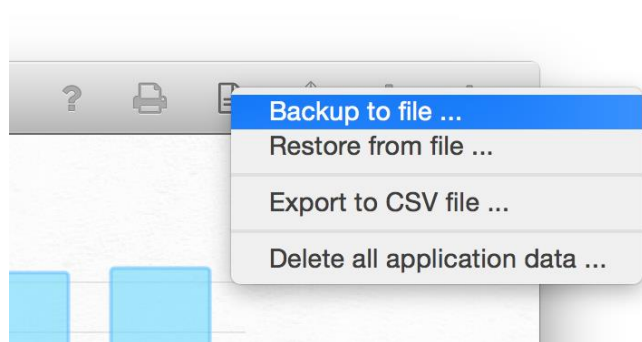 ?
Backup to file ...
Restore from file ...
Export to CSV file ...
Delete all application data ...